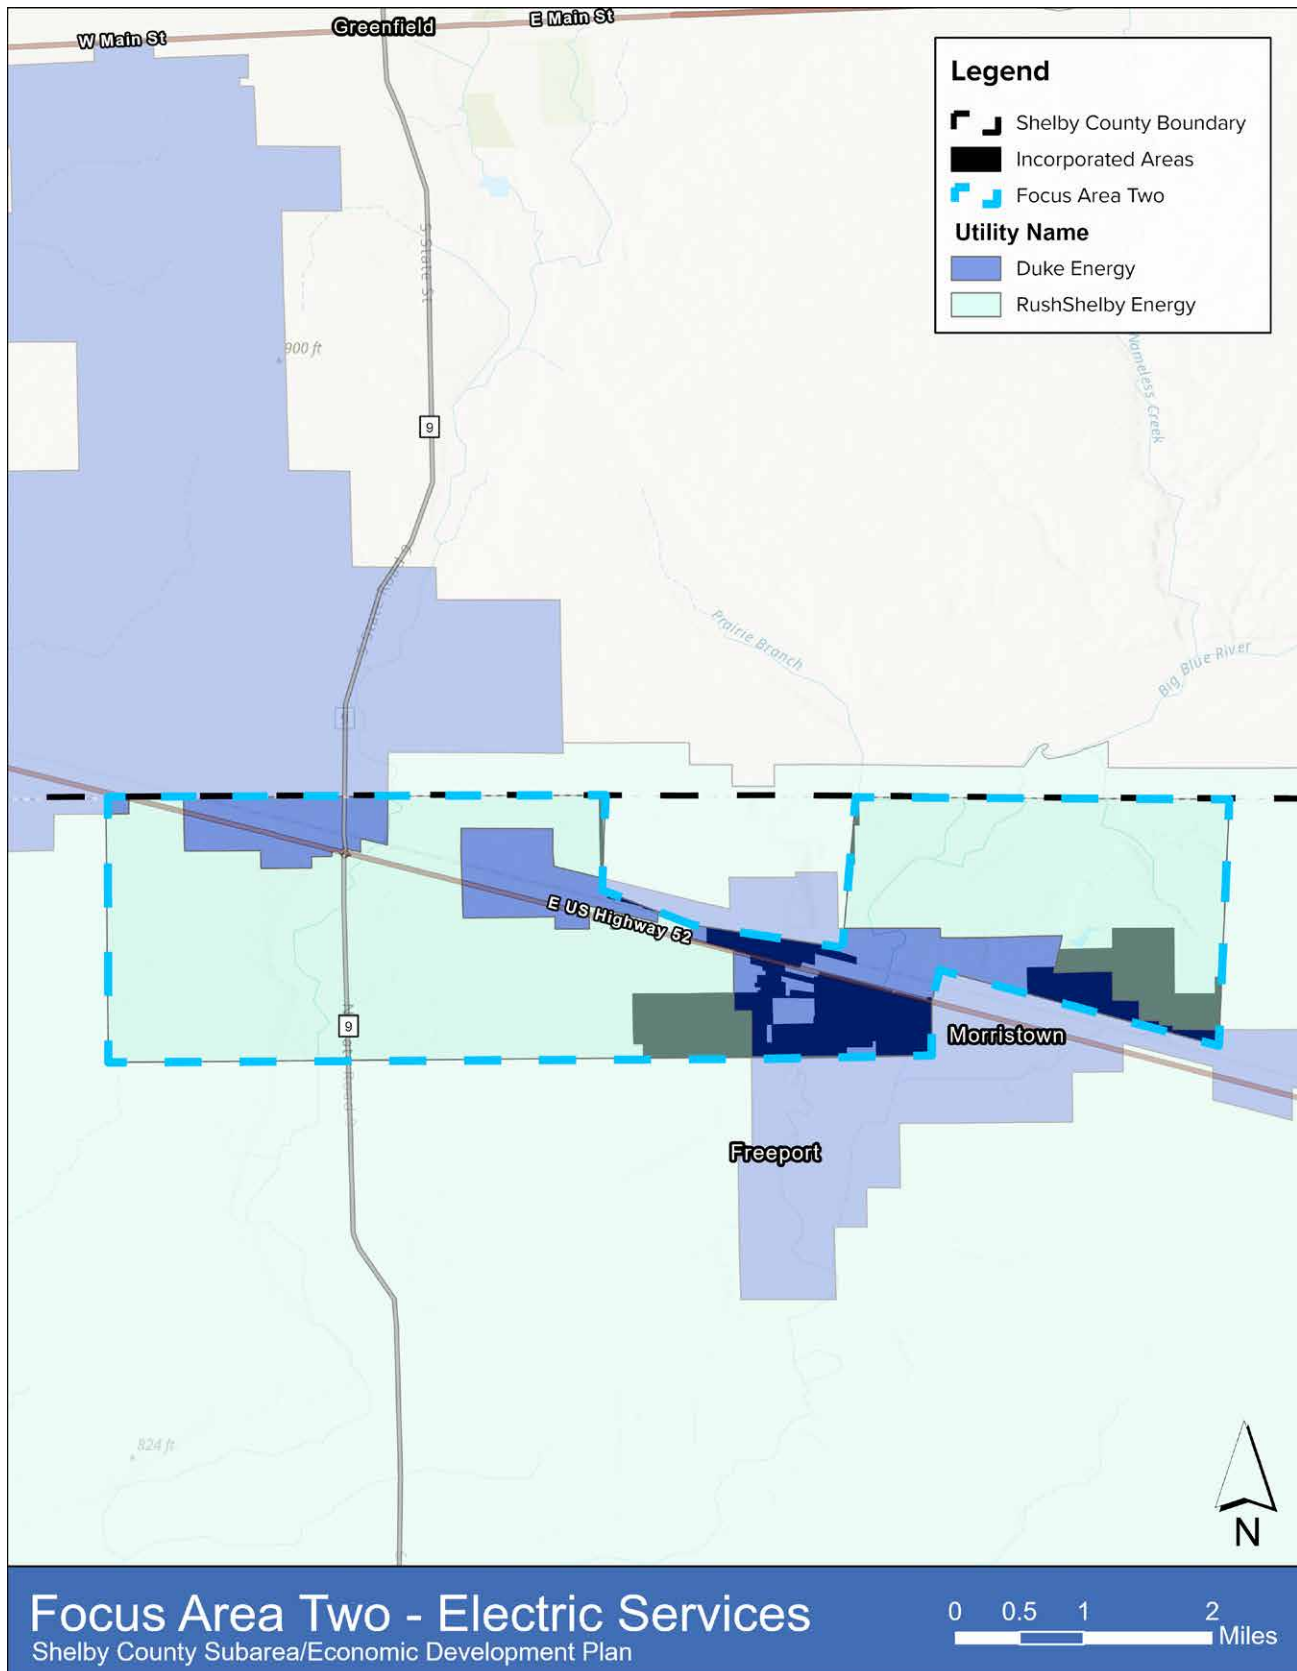 W Main St
Greenfield
E Main St
Legend
Shelby County Boundary
Incorporated Areas
Focus Area Two
Utility Name
Duke Energy
RushShelby Energy
S State St
900 ft
9
Nameless Creek
Prairie Branch
Big Blue River
E US Highway 52
9
Morristown
Freeport
824 ft
N
Focus Area Two - Electric Services
Shelby County Subarea/Economic Development Plan
0 0.5 1 2
Miles